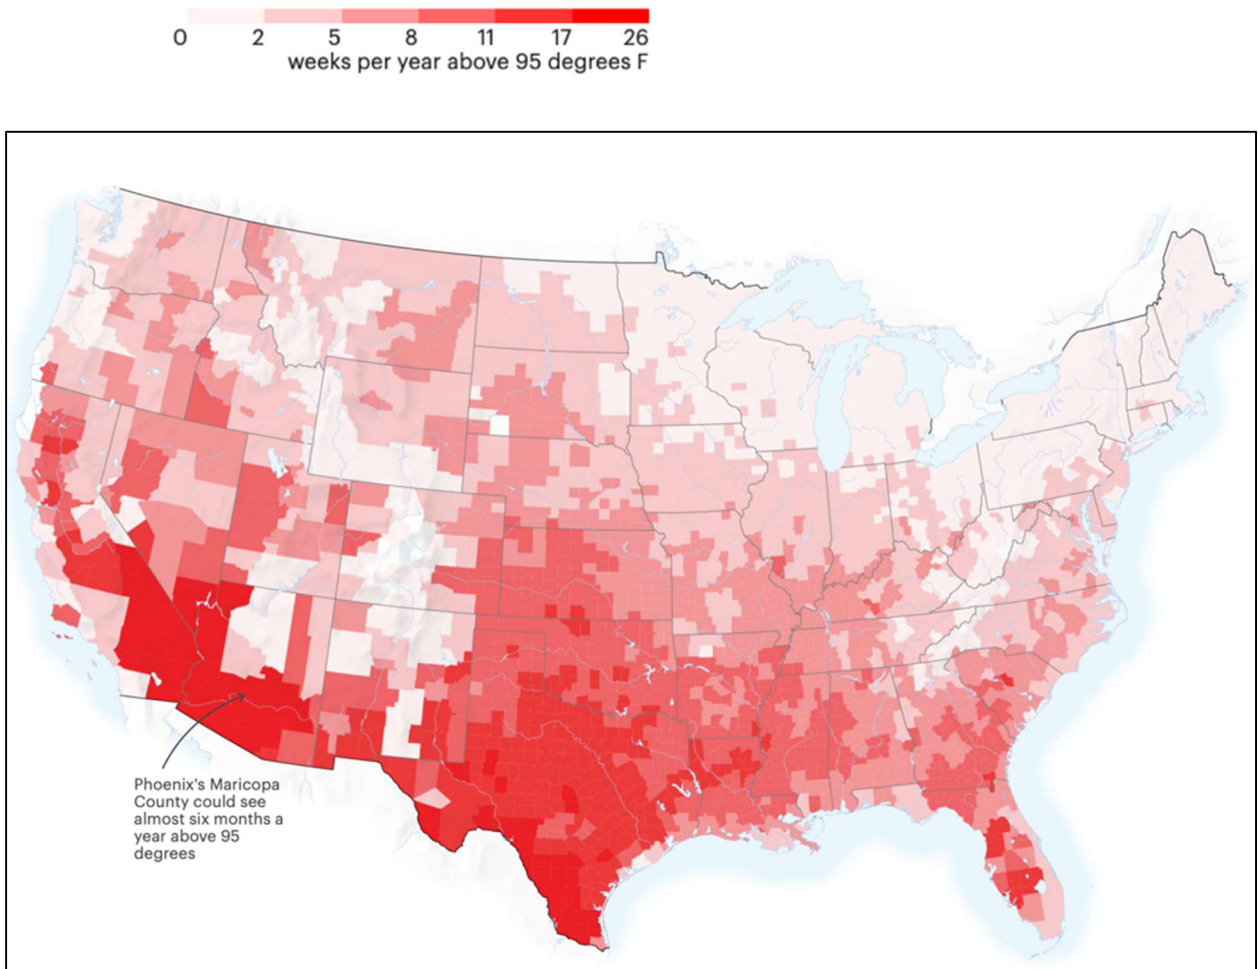 0 2 5 8 11 17 26
weeks per year above 95 degrees F
Phoenix's Maricopa
County could see
almost six months a
year above 95
degrees